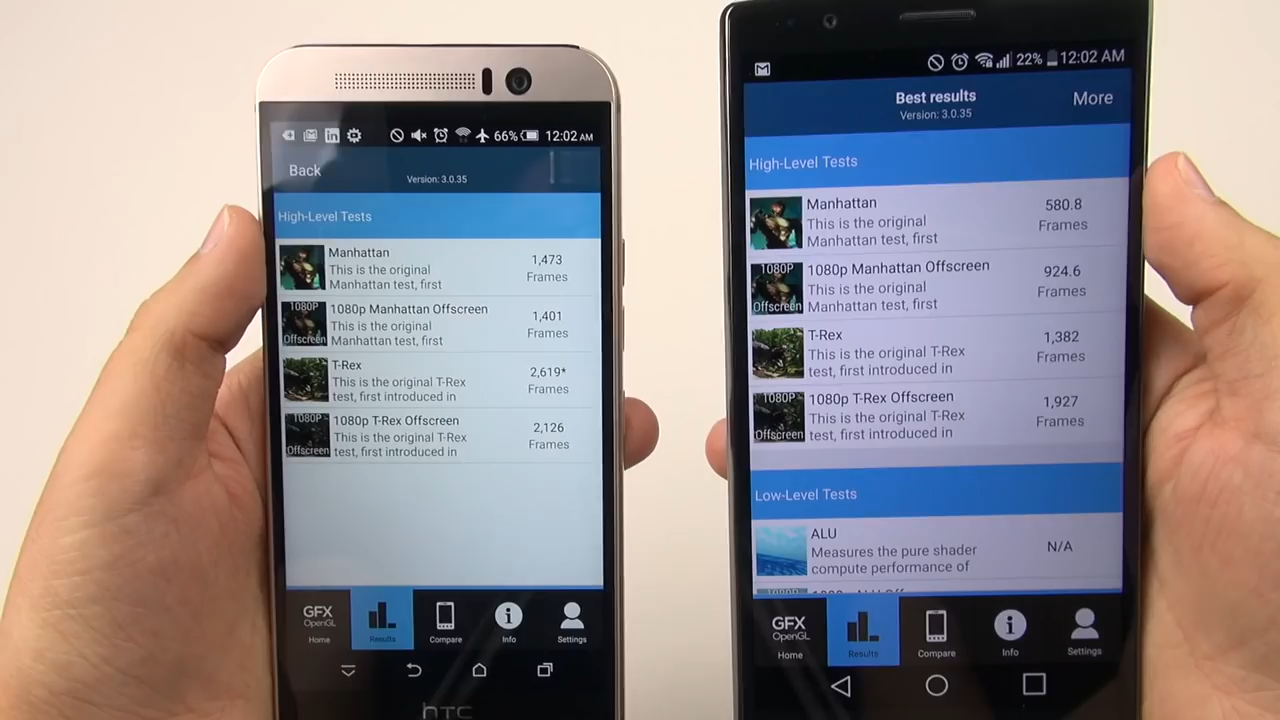 66% 12:02 AM
Back
Version: 3.0.35
High-Level Tests
Manhattan
This is the original
Manhattan test, first
1,473
Frames
1080P
Offscreen
1080p Manhattan Offscreen
This is the original
Manhattan test, first
1,401
Frames
T-Rex
This is the original T-Rex
test, first introduced in
2,619*
Frames
1080P
Offscreen
1080p T-Rex Offscreen
This is the original T-Rex
test, first introduced in
2,126
Frames
GFX
OpenGL
Home
Results
Compare
Info
Settings
hTC
22% 12:02 AM
Best results
Version: 3.0.35
More
High-Level Tests
Manhattan
This is the original
Manhattan test, first
580.8
Frames
1080P
Offscreen
1080p Manhattan Offscreen
This is the original
Manhattan test, first
924.6
Frames
T-Rex
This is the original T-Rex
test, first introduced in
1,382
Frames
1080P
Offscreen
1080p T-Rex Offscreen
This is the original T-Rex
test, first introduced in
1,927
Frames
Low-Level Tests
ALU
Measures the pure shader
compute performance of
N/A
GFX
OpenGL
Home
Results
Compare
Info
Settings